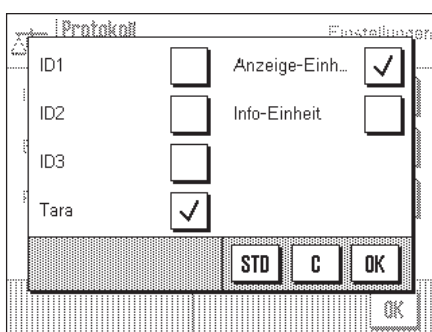 Protokoll Einstellungen
ID1 Anzeige-Einh...
ID2 Info-Einheit
ID3
Tara
STD C OK
OK